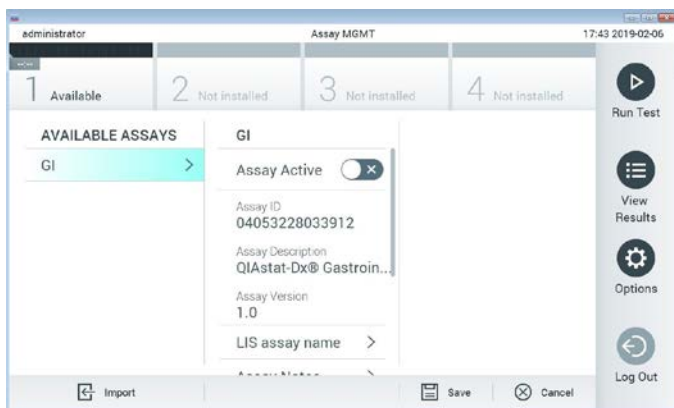 administrator Assay MGMT 17:43 2019-02-06
1 Available 2 Not installed 3 Not installed 4 Not installed
Run Test
AVAILABLE ASSAYS
GI
GI
Assay Active
Assay ID
04053228033912
Assay Description
QIAstat-Dx® Gastroin...
Assay Version
1.0
LIS assay name
View
Results
Options
Log Out
Import Save Cancel